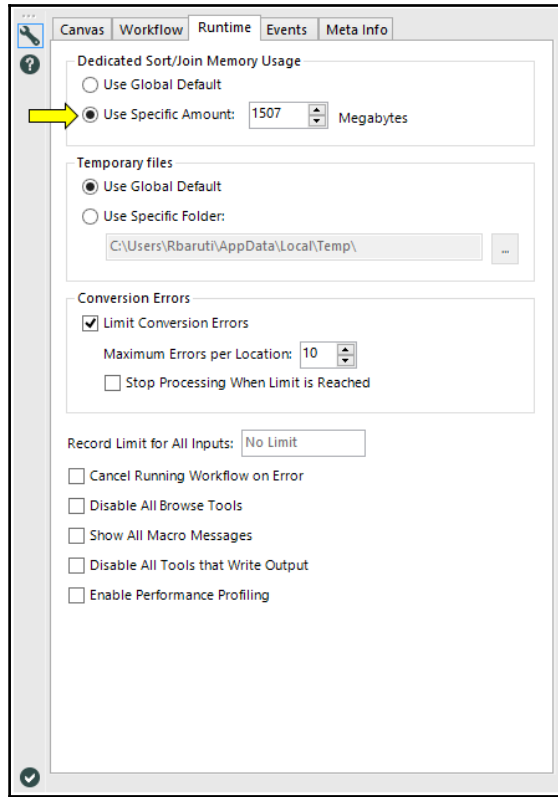 Canvas Workflow Runtime Events Meta Info
Dedicated Sort/Join Memory Usage
Use Global Default
Use Specific Amount: 1507 Megabytes
Temporary files
Use Global Default
Use Specific Folder:
C:\Users\Rbaruti\AppData\Local\Temp\ ...
Conversion Errors
Limit Conversion Errors
Maximum Errors per Location: 10
Stop Processing When Limit is Reached
Record Limit for All Inputs: No Limit
Cancel Running Workflow on Error
Disable All Browse Tools
Show All Macro Messages
Disable All Tools that Write Output
Enable Performance Profiling